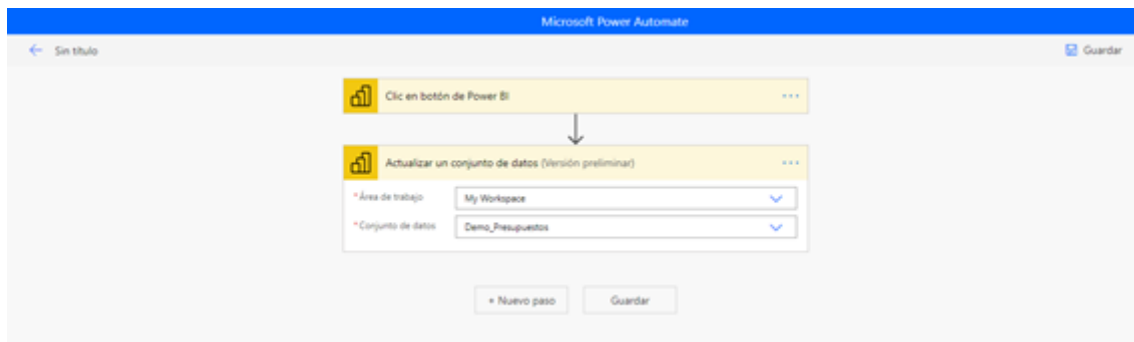 Microsoft Power Automate
Sin título
Guardar
Clic en botón de Power BI
Actualizar un conjunto de datos (Versión preliminar)
*Área de trabajo
My Workspace
*Conjunto de datos
Demo_Presupuestos
+ Nuevo paso
Guardar